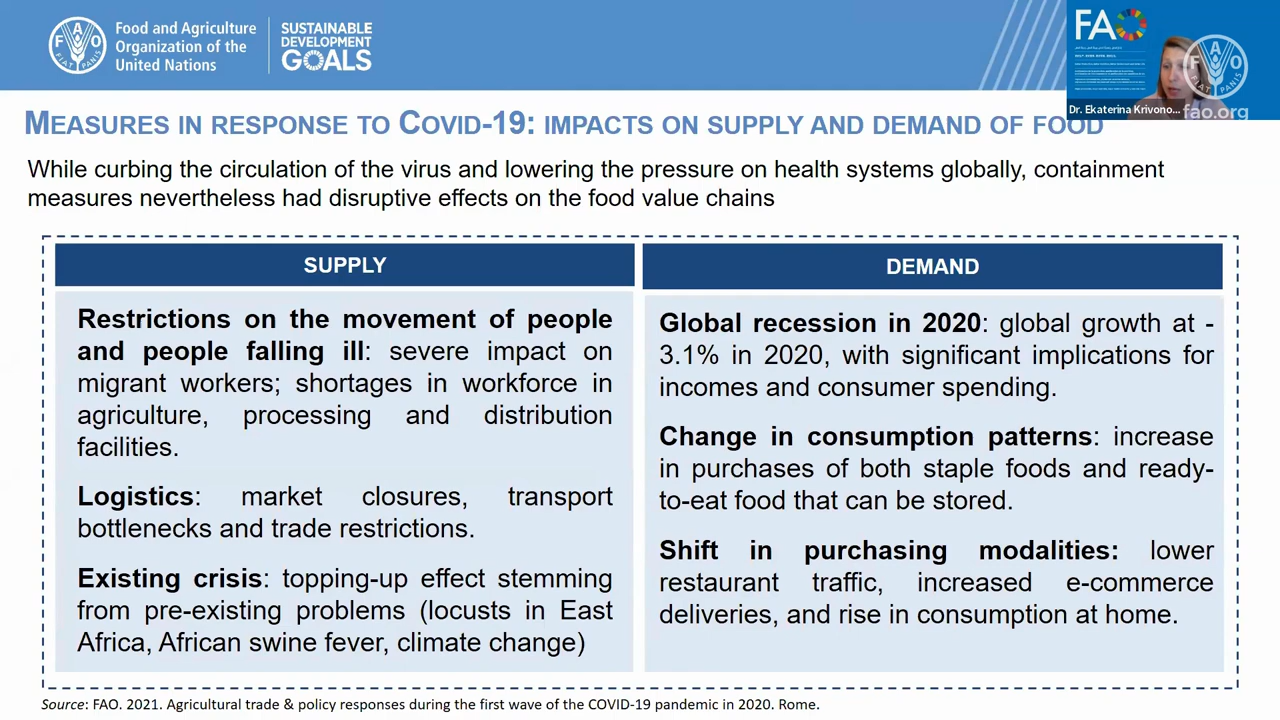 Food and Agriculture
Organization of the
United Nations
SUSTAINABLE
DEVELOPMENT
GOALS
FAO
Dr. Ekaterina Krivono...
FAO
FIAT PANIS
fao.org
MEASURES IN RESPONSE TO COVID-19: IMPACTS ON SUPPLY AND DEMAND OF FOOD
While curbing the circulation of the virus and lowering the pressure on health systems globally, containment
measures nevertheless had disruptive effects on the food value chains
SUPPLY
Restrictions on the movement of people
and people falling ill: severe impact on
migrant workers; shortages in workforce in
agriculture, processing and distribution
facilities.
Logistics: market closures, transport
bottlenecks and trade restrictions.
Existing crisis: topping-up effect stemming
from pre-existing problems (locusts in East
Africa, African swine fever, climate change)
DEMAND
Global recession in 2020: global growth at -
3.1% in 2020, with significant implications for
incomes and consumer spending.
Change in consumption patterns: increase
in purchases of both staple foods and ready-
to-eat food that can be stored.
Shift in purchasing modalities: lower
restaurant traffic, increased e-commerce
deliveries, and rise in consumption at home.
Source: FAO. 2021. Agricultural trade & policy responses during the first wave of the COVID-19 pandemic in 2020. Rome.